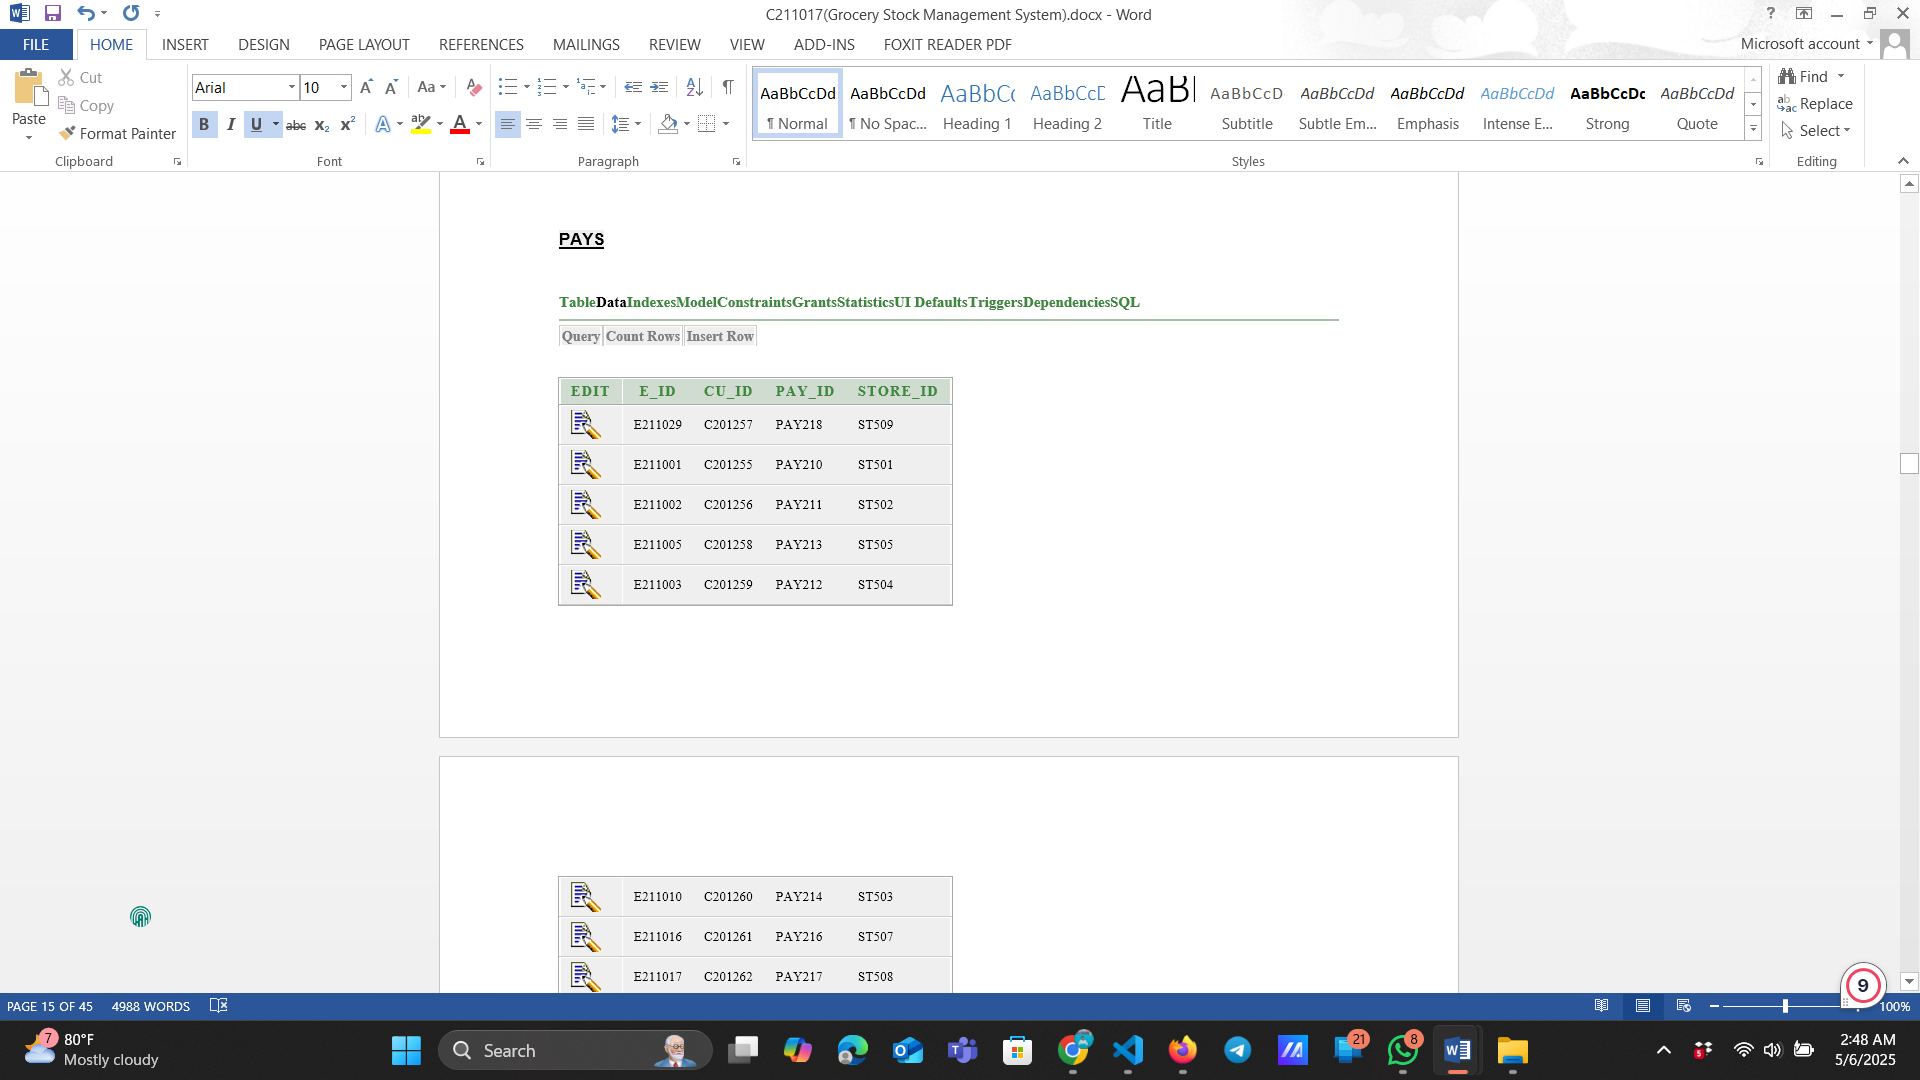 C211017(Grocery Stock Management System).docx - Word
?
FILE HOME INSERT DESIGN PAGE LAYOUT REFERENCES MAILINGS REVIEW VIEW ADD-INS FOXIT READER PDF Microsoft account
Paste
Cut
Copy
Format Painter
Clipboard
Arial 10
B I U abc
Font
Paragraph
AaBbCcDd ¶ Normal
AaBbCcDd ¶ No Spac...
AaBbCc Heading 1
AaBbCcD Heading 2
AaBl Title
AaBbCcD Subtitle
AaBbCcDd Subtle Em...
AaBbCcDd Emphasis
AaBbCcDd Intense E...
AaBbCcDc Strong
AaBbCcDd Quote
Styles
Find
Replace
Select
Editing
PAYS
TableDataIndexesModelConstraintsGrantsStatisticsUI DefaultsTriggersDependenciesSQL
Query Count Rows Insert Row
EDIT E_ID CU_ID PAY_ID STORE_ID
E211029 C201257 PAY218 ST509
E211001 C201255 PAY210 ST501
E211002 C201256 PAY211 ST502
E211005 C201258 PAY213 ST505
E211003 C201259 PAY212 ST504
E211010 C201260 PAY214 ST503
E211016 C201261 PAY216 ST507
E211017 C201262 PAY217 ST508
9
PAGE 15 OF 45 4988 WORDS 100%
7
80°F
Mostly cloudy
Search
21
8
5
2:48 AM
5/6/2025